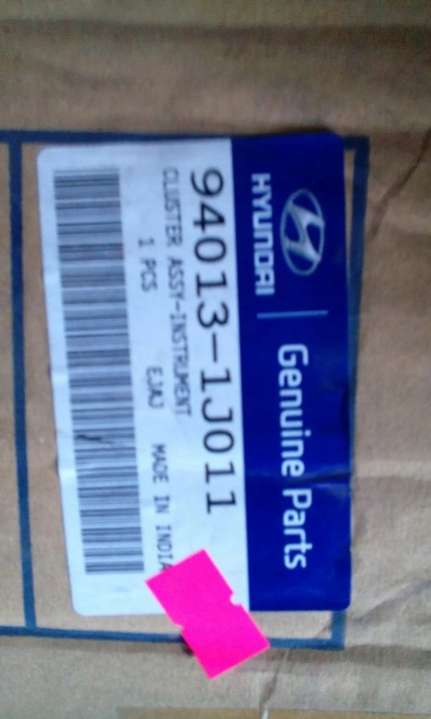 HYUNDAI | Genuine Parts
94013-1J011
CLUSTER ASSY-INSTRUMENT
1 PCS EJAJ MADE IN INDIA